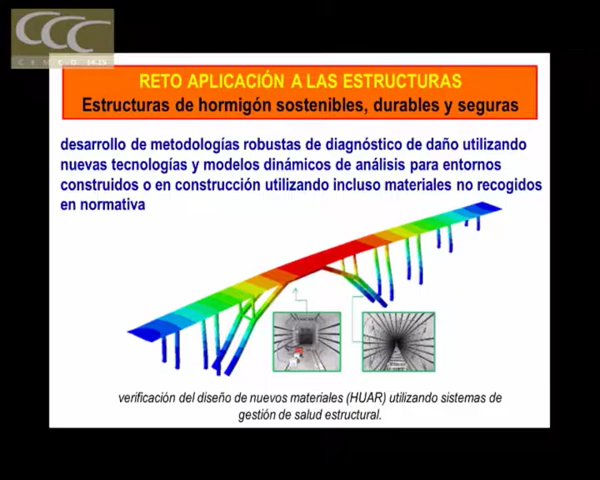 CCC
CEMCO
RETO APLICACIÓN A LAS ESTRUCTURAS
Estructuras de hormigón sostenibles, durables y seguras
desarrollo de metodologías robustas de diagnóstico de daño utilizando
nuevas tecnologías y modelos dinámicos de análisis para entornos
construidos o en construcción utilizando incluso materiales no recogidos
en normativa
verificación del diseño de nuevos materiales (HUAR) utilizando sistemas de
gestión de salud estructural.